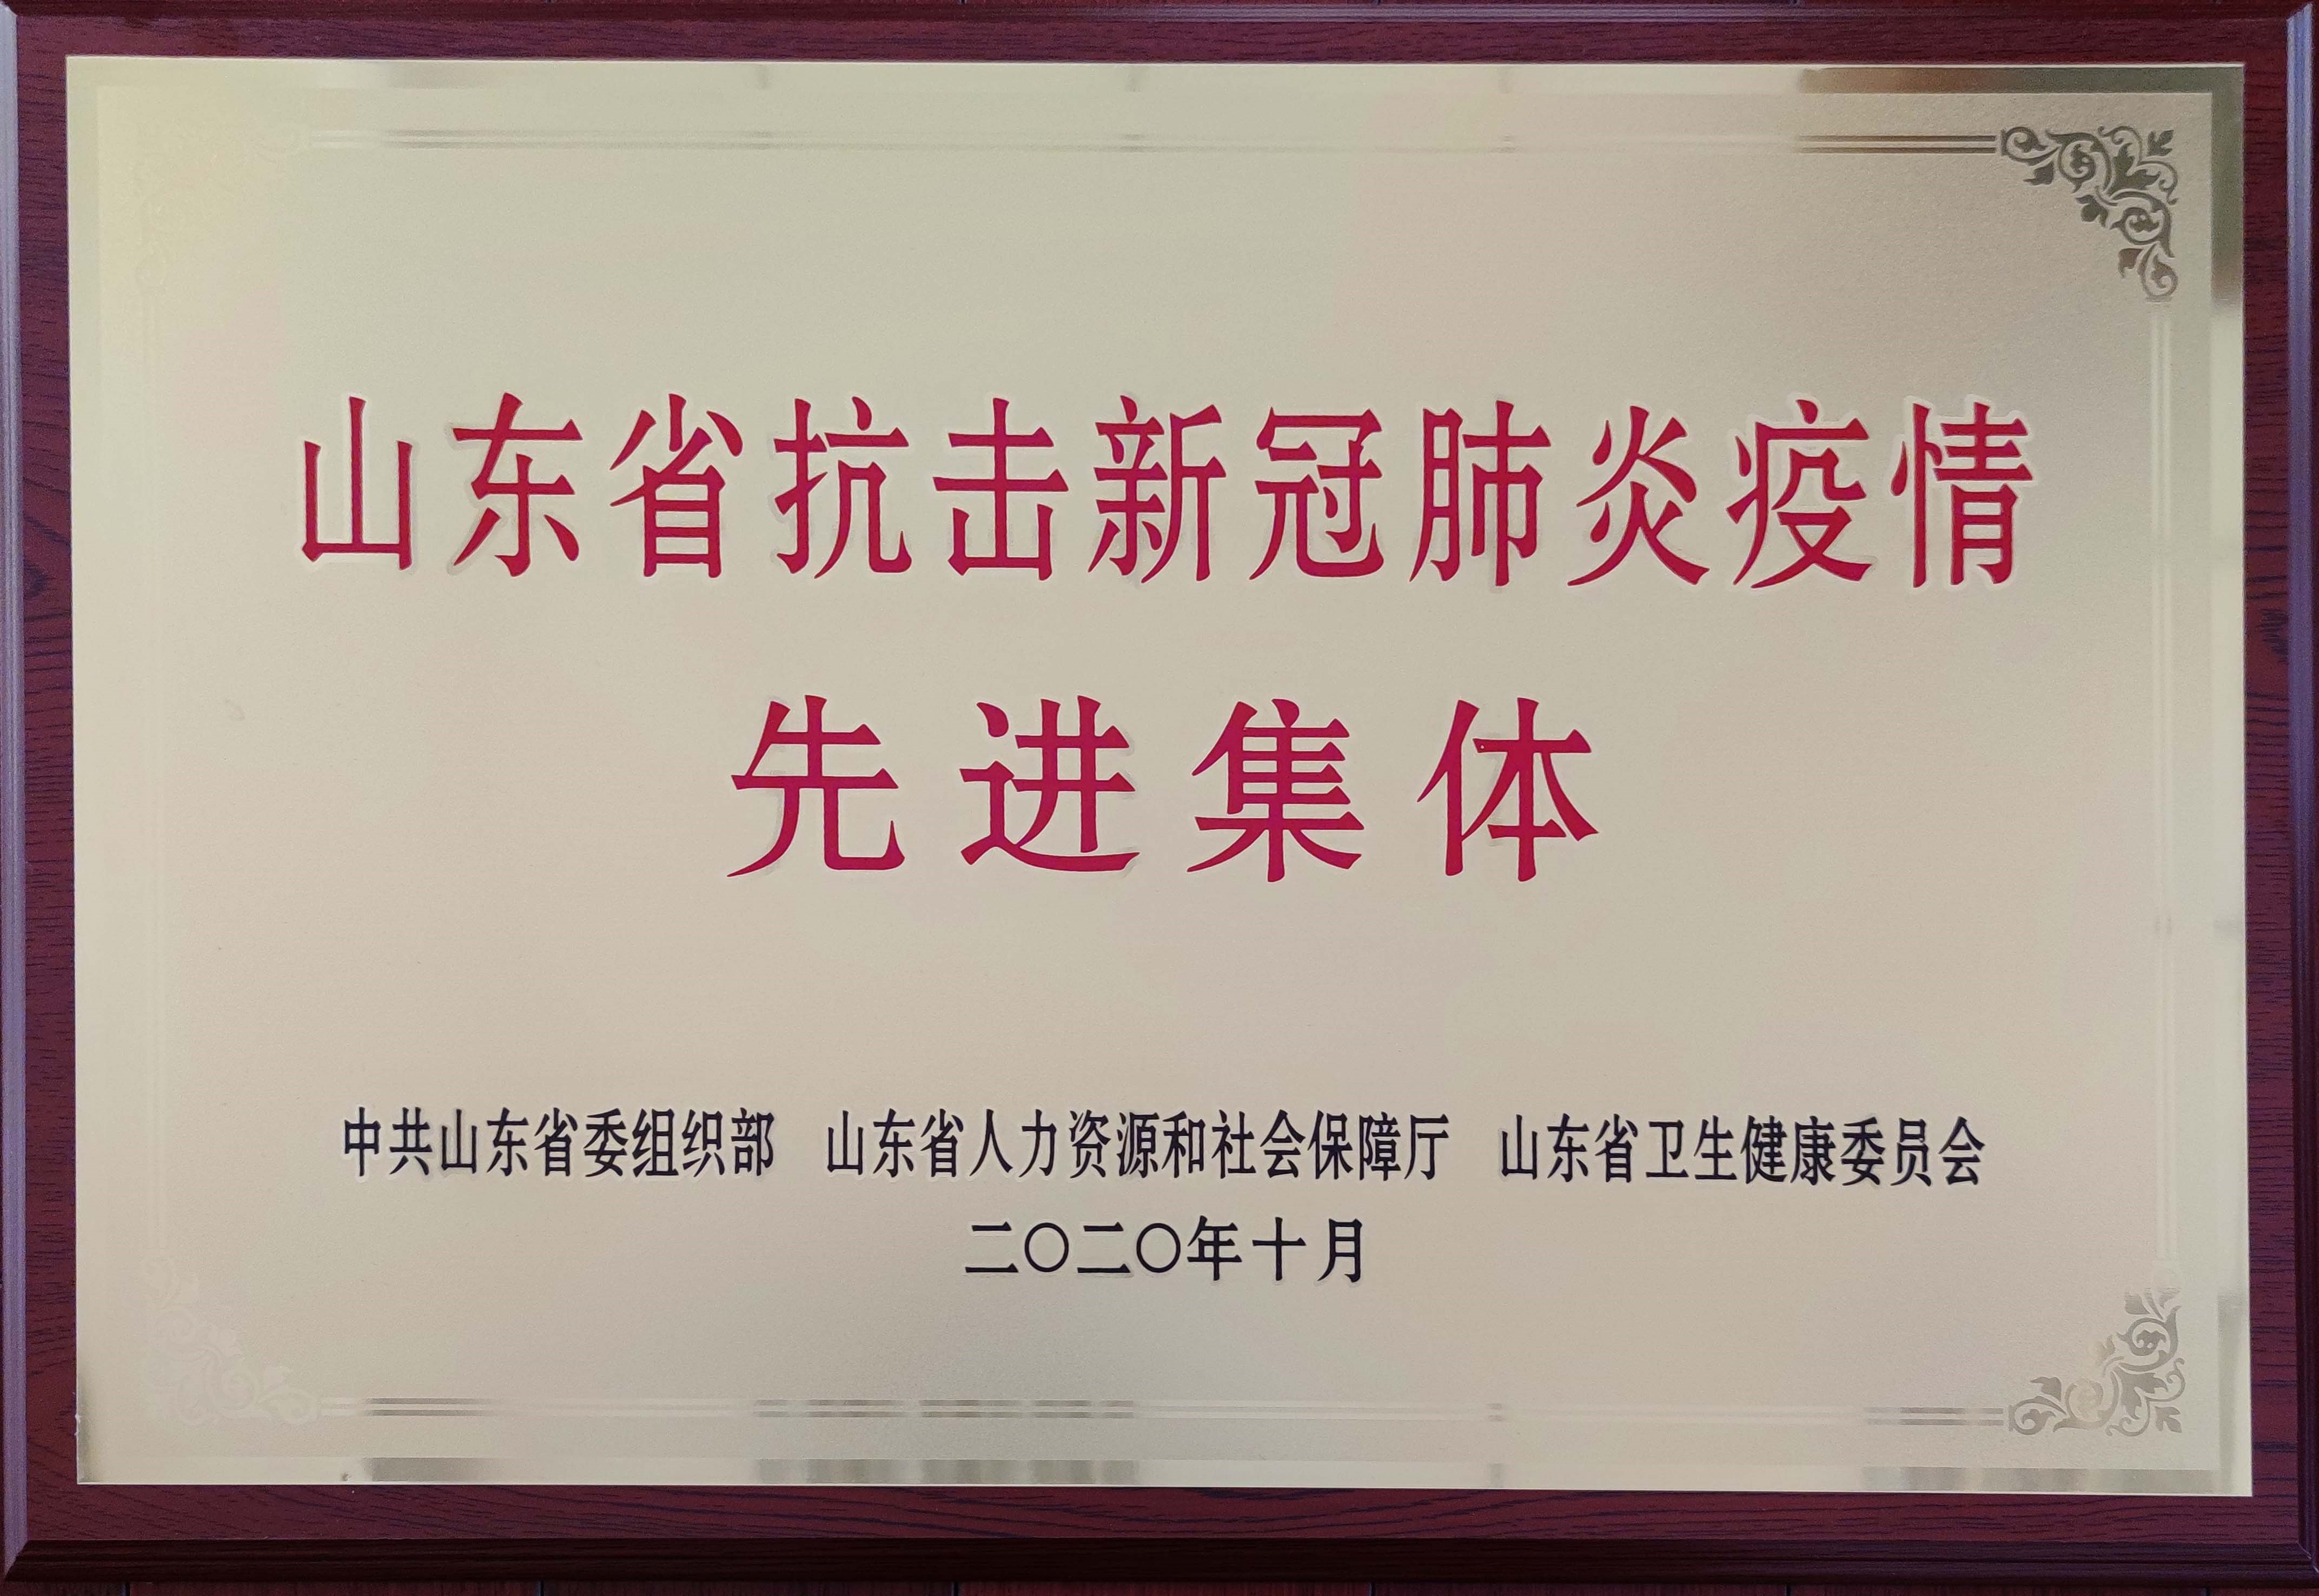 山东省抗击新冠肺炎疫情
先进集体
中共山东省委组织部 山东省人力资源和社会保障厅 山东省卫生健康委员会
二〇二〇年十月